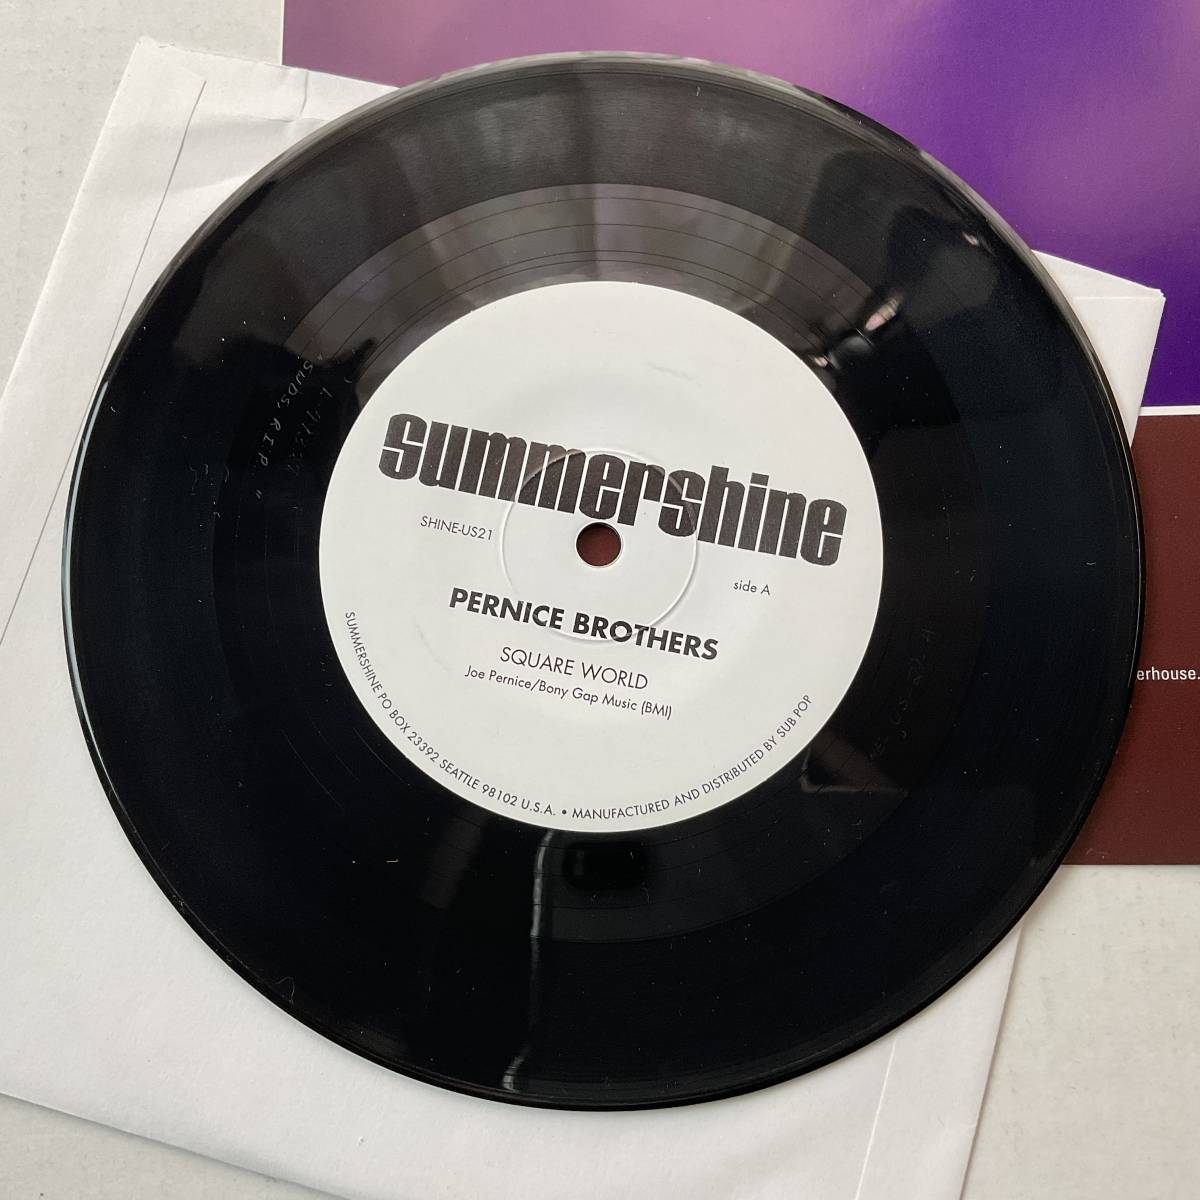 summershine
SHINE-US21
side A
PERNICE BROTHERS
SQUARE WORLD
Joe Pernice/Bony Gap Music (BMI)
SUMMERSHINE PO BOX 23392 SEATTLE 98102 U.S.A. • MANUFACTURED AND DISTRIBUTED BY SUB POP
"SUDS, R.I.P."
erhouse.